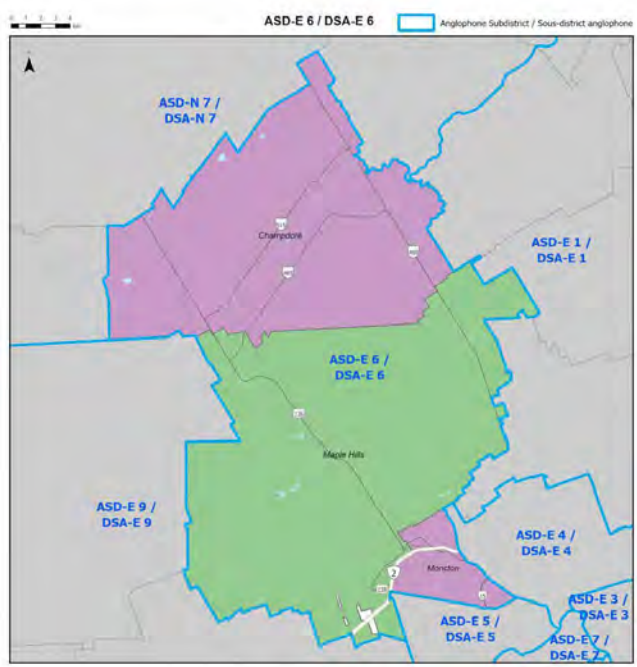 ASD-E 6 / DSA-E 6
Anglophone Subdistrict / Sous-district anglophone
ASD-N 7 /
DSA-N 7
Champdoré
ASD-E 1 /
DSA-E 1
ASD-E 6 /
DSA-E 6
Maple Hills
ASD-E 9 /
DSA-E 9
ASD-E 4 /
DSA-E 4
2
Moncton
ASD-E 3 /
DSA-E 3
ASD-E 5 /
DSA-E 5
ASD-E 7 /
DSA-E 7